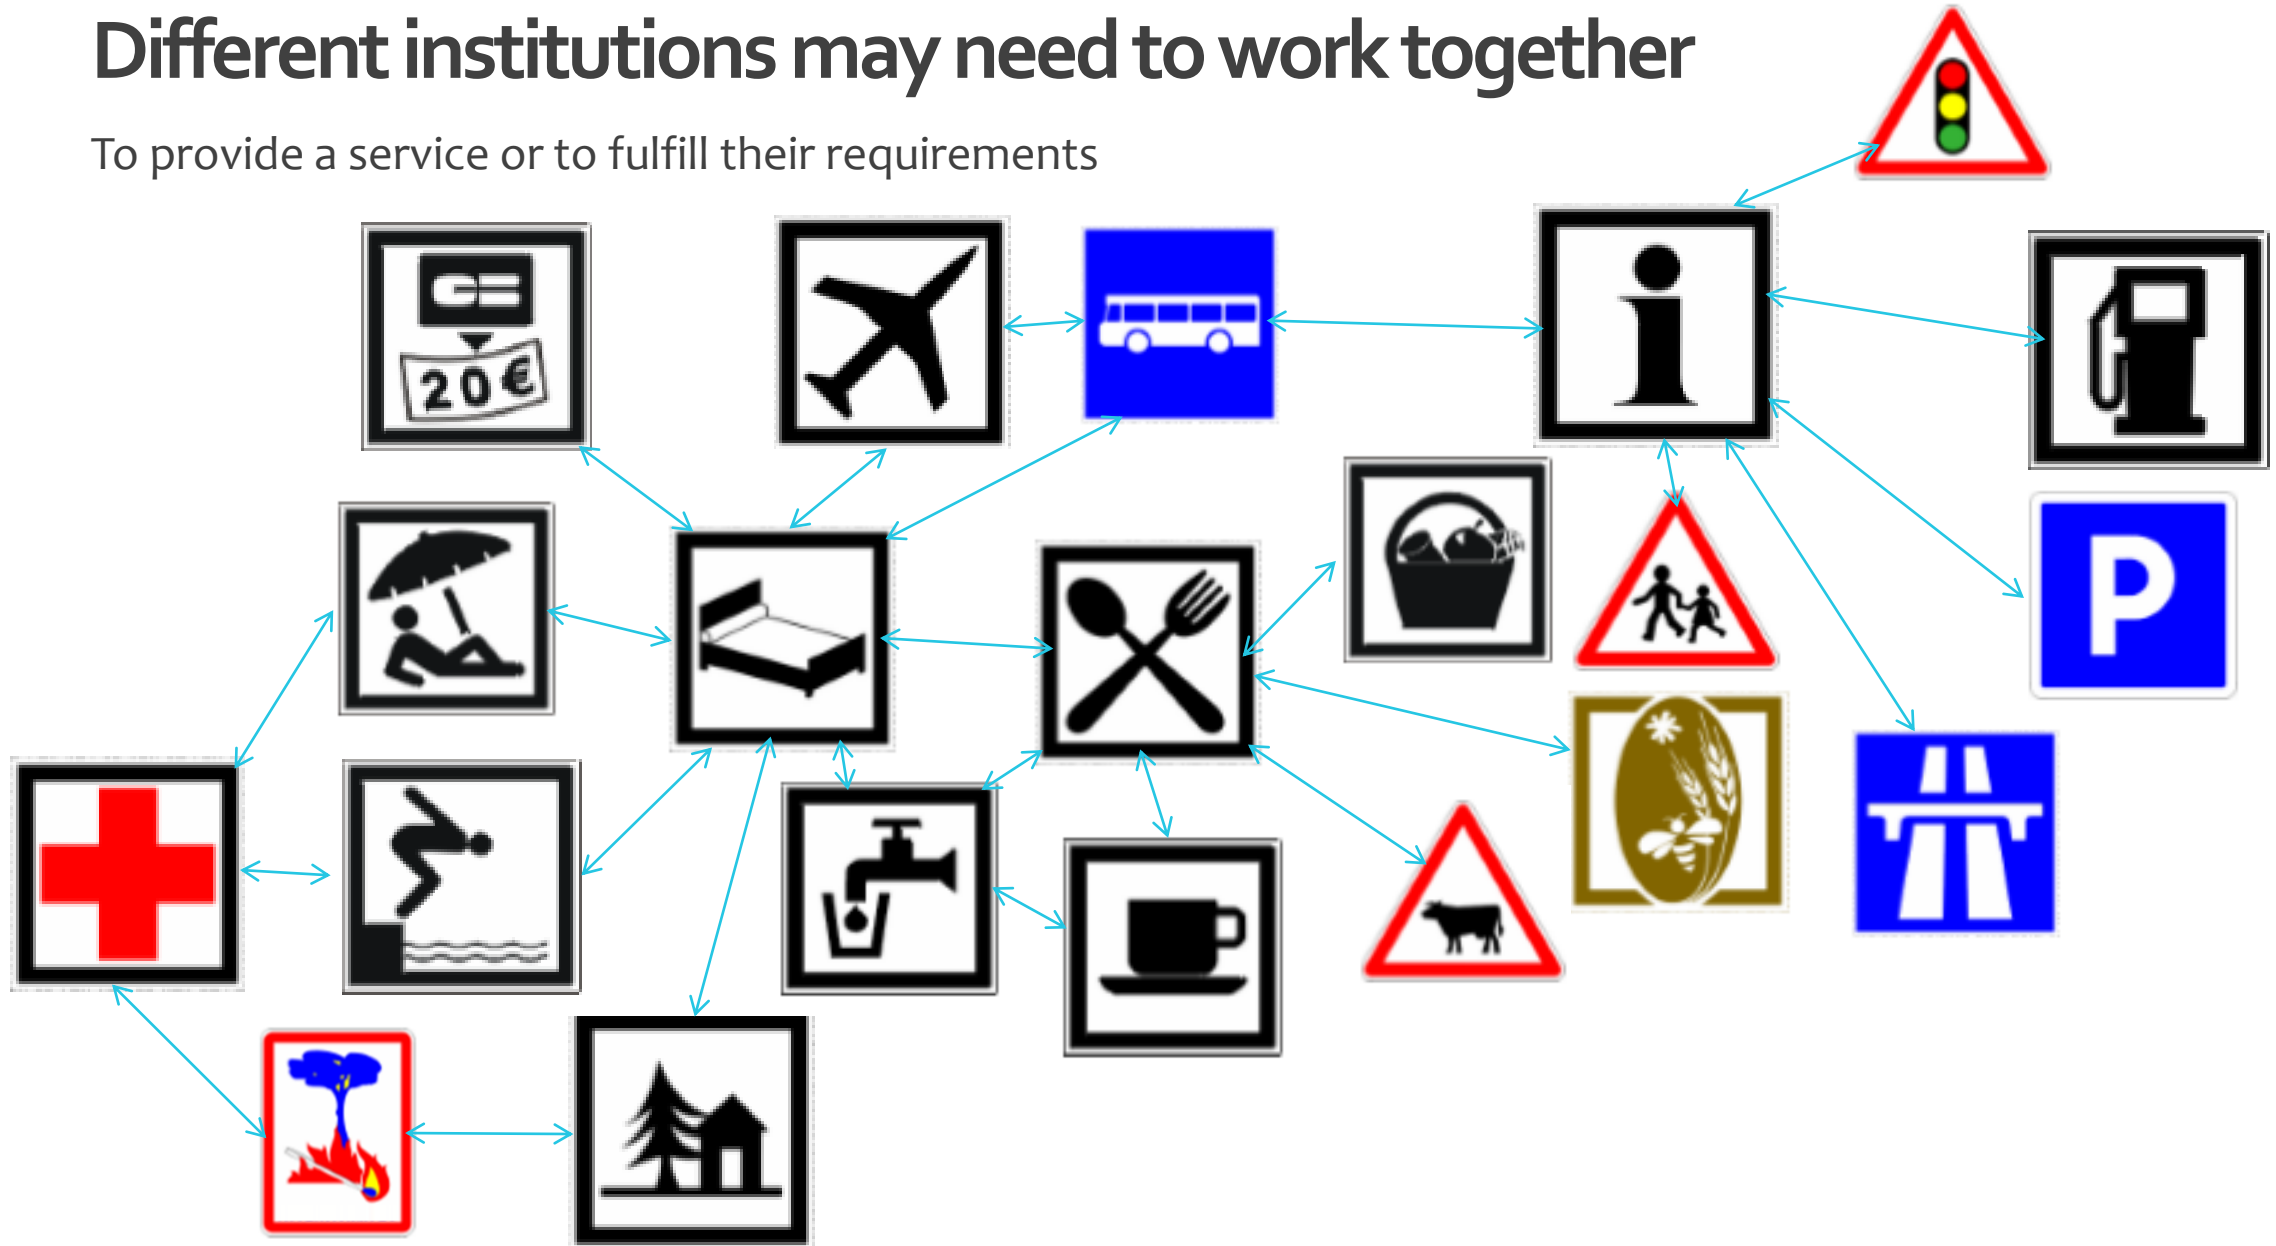 Different institutions may need to work together
To provide a service or to fulfill their requirements
20€
i
P